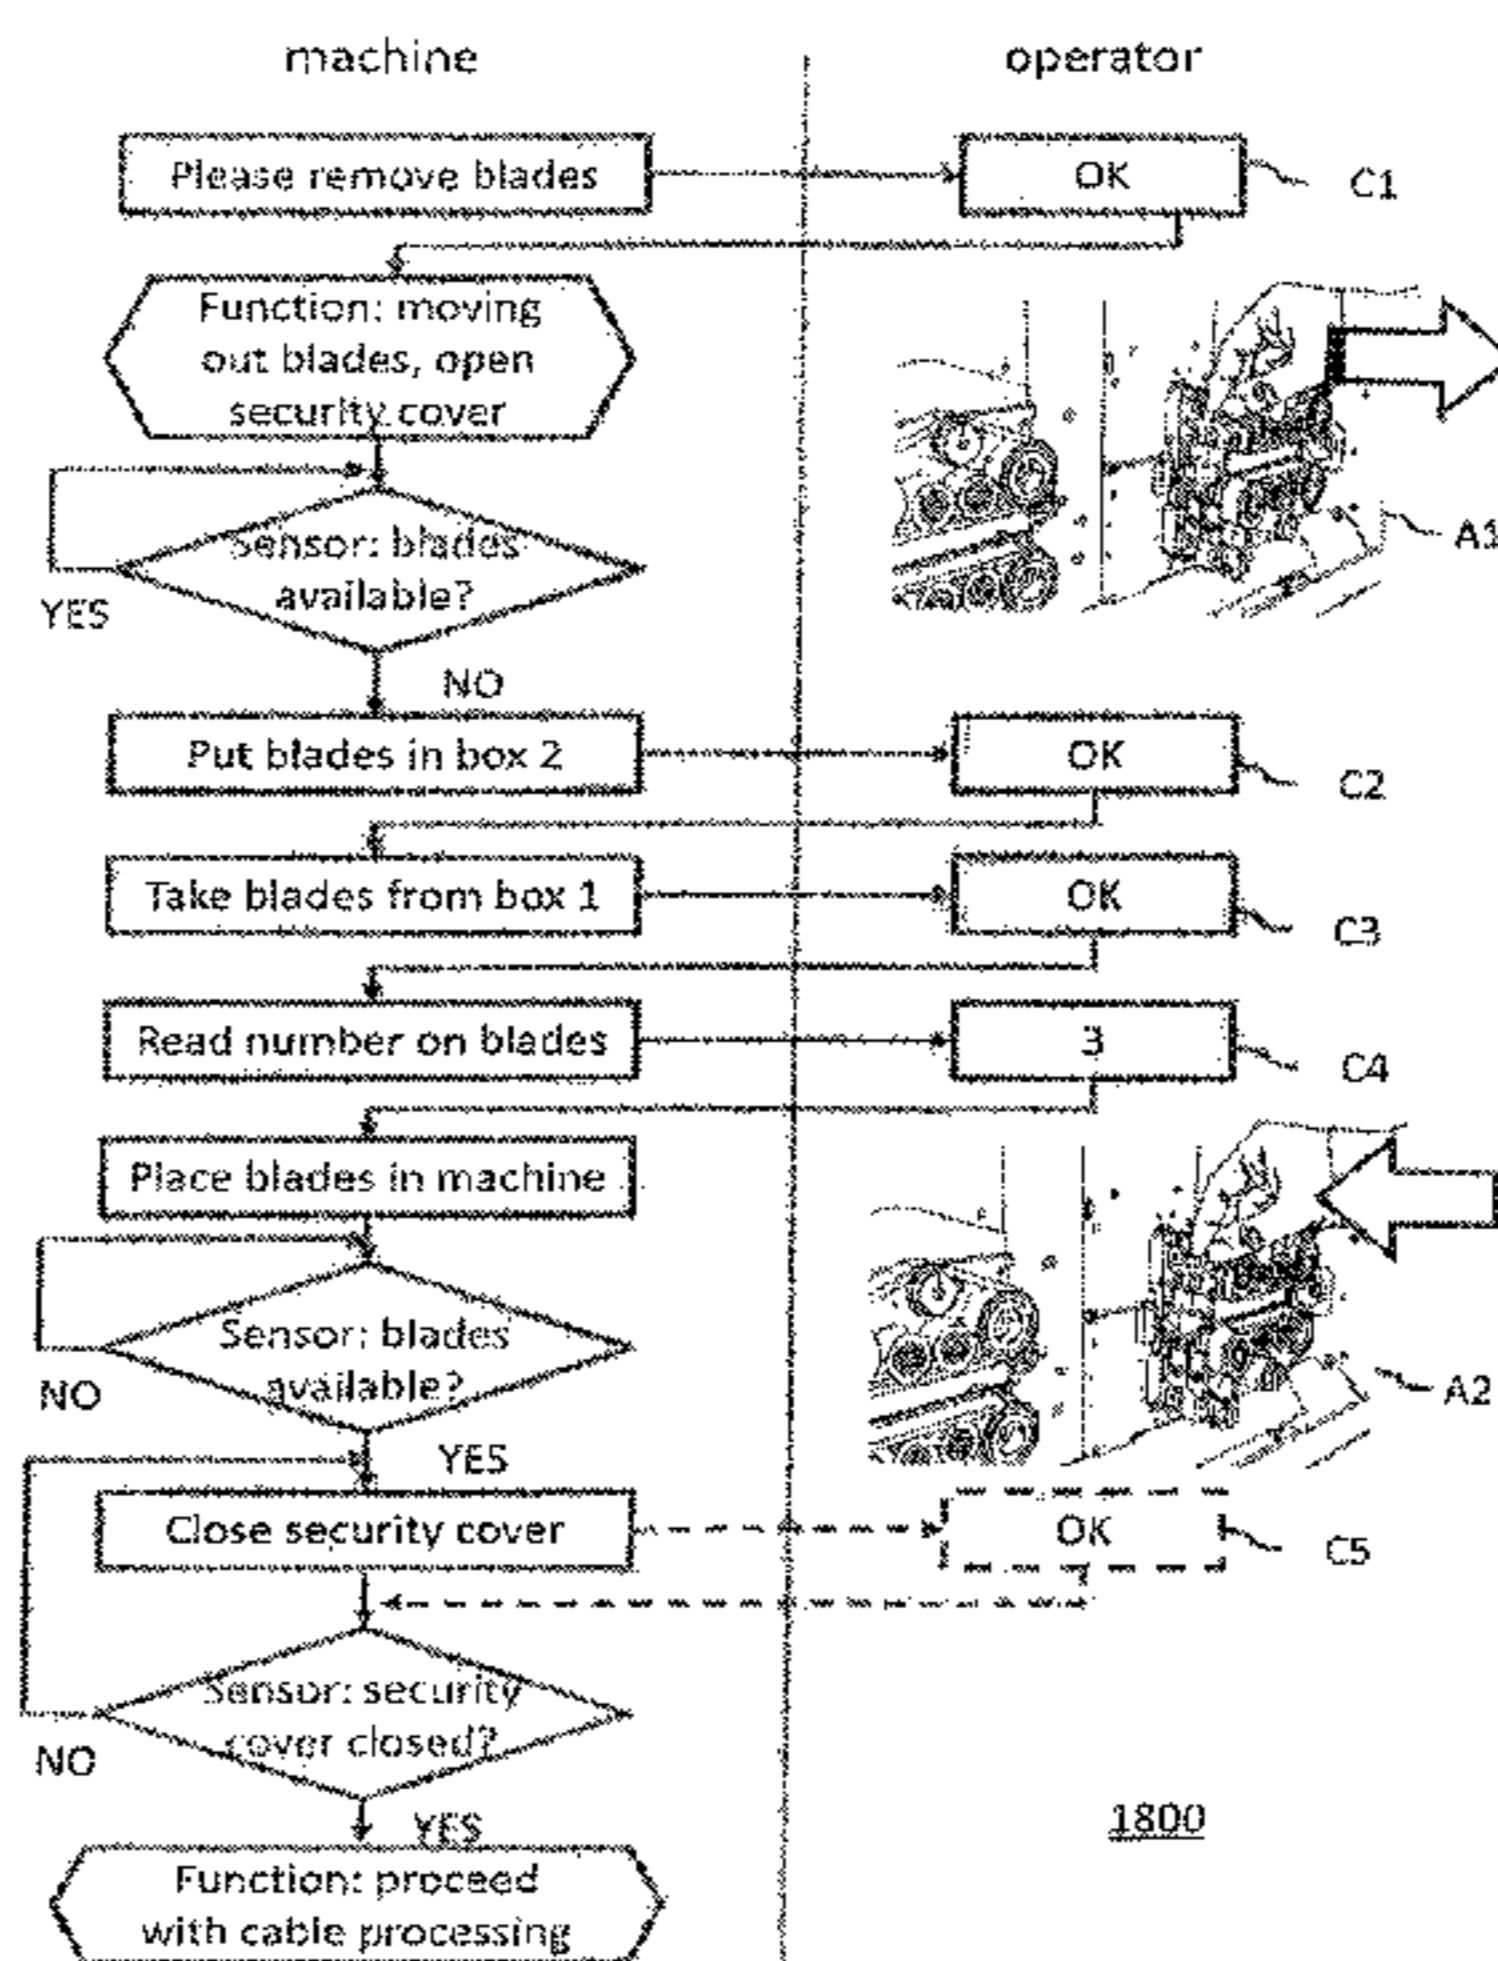 machine
operator
Please remove blades
OK
C1
Function: moving
out blades, open
security cover
A1
Sensor: blades
available?
YES
NO
Put blades in box 2
OK
C2
Take blades from box 1
OK
C3
Read number on blades
3
C4
Place blades in machine
Sensor: blades
available?
NO
A2
YES
Close security cover
OK
C5
Sensor: security
cover closed?
NO
YES
1800
Function: proceed
with cable processing